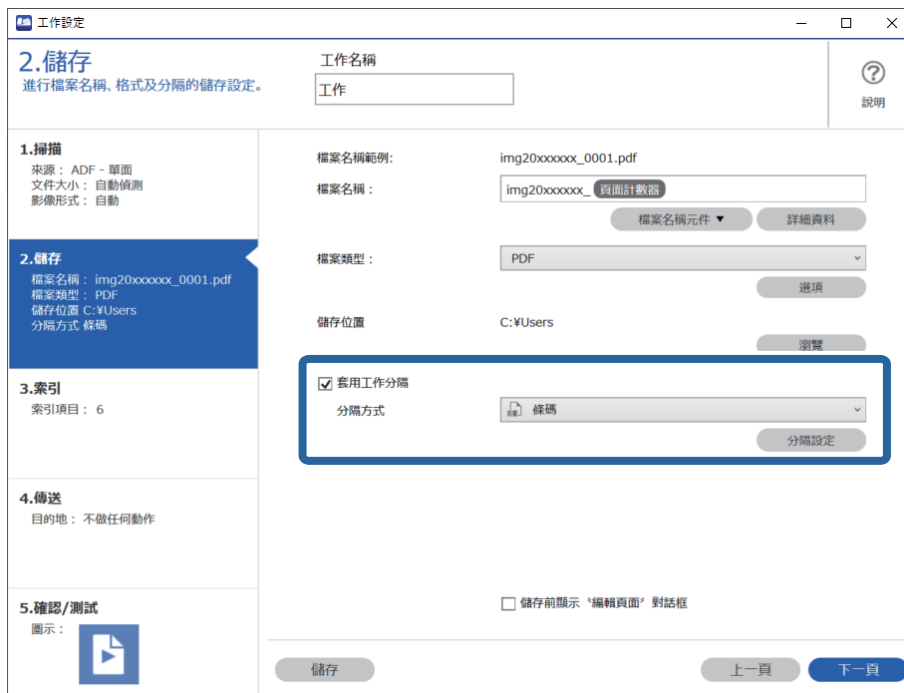 工作設定
2.儲存
進行檔案名稱、格式及分隔的儲存設定。
工作名稱
工作
說明
1.掃描
來源： ADF - 單面
文件大小： 自動偵測
影像形式： 自動
2.儲存
檔案名稱： img20xxxxxx_0001.pdf
檔案類型： PDF
儲存位置 C:¥Users
分隔方式 條碼
3.索引
索引項目： 6
4.傳送
目的地： 不做任何動作
5.確認/測試
圖示：
檔案名稱範例: img20xxxxxx_0001.pdf
檔案名稱： img20xxxxxx_ 頁面計數器
檔案名稱元件 ▼ 詳細資料
檔案類型： PDF
選項
儲存位置 C:¥Users
瀏覽
套用工作分隔
分隔方式 條碼
分隔設定
儲存前顯示〝編輯頁面〞對話框
儲存 上一頁 下一頁